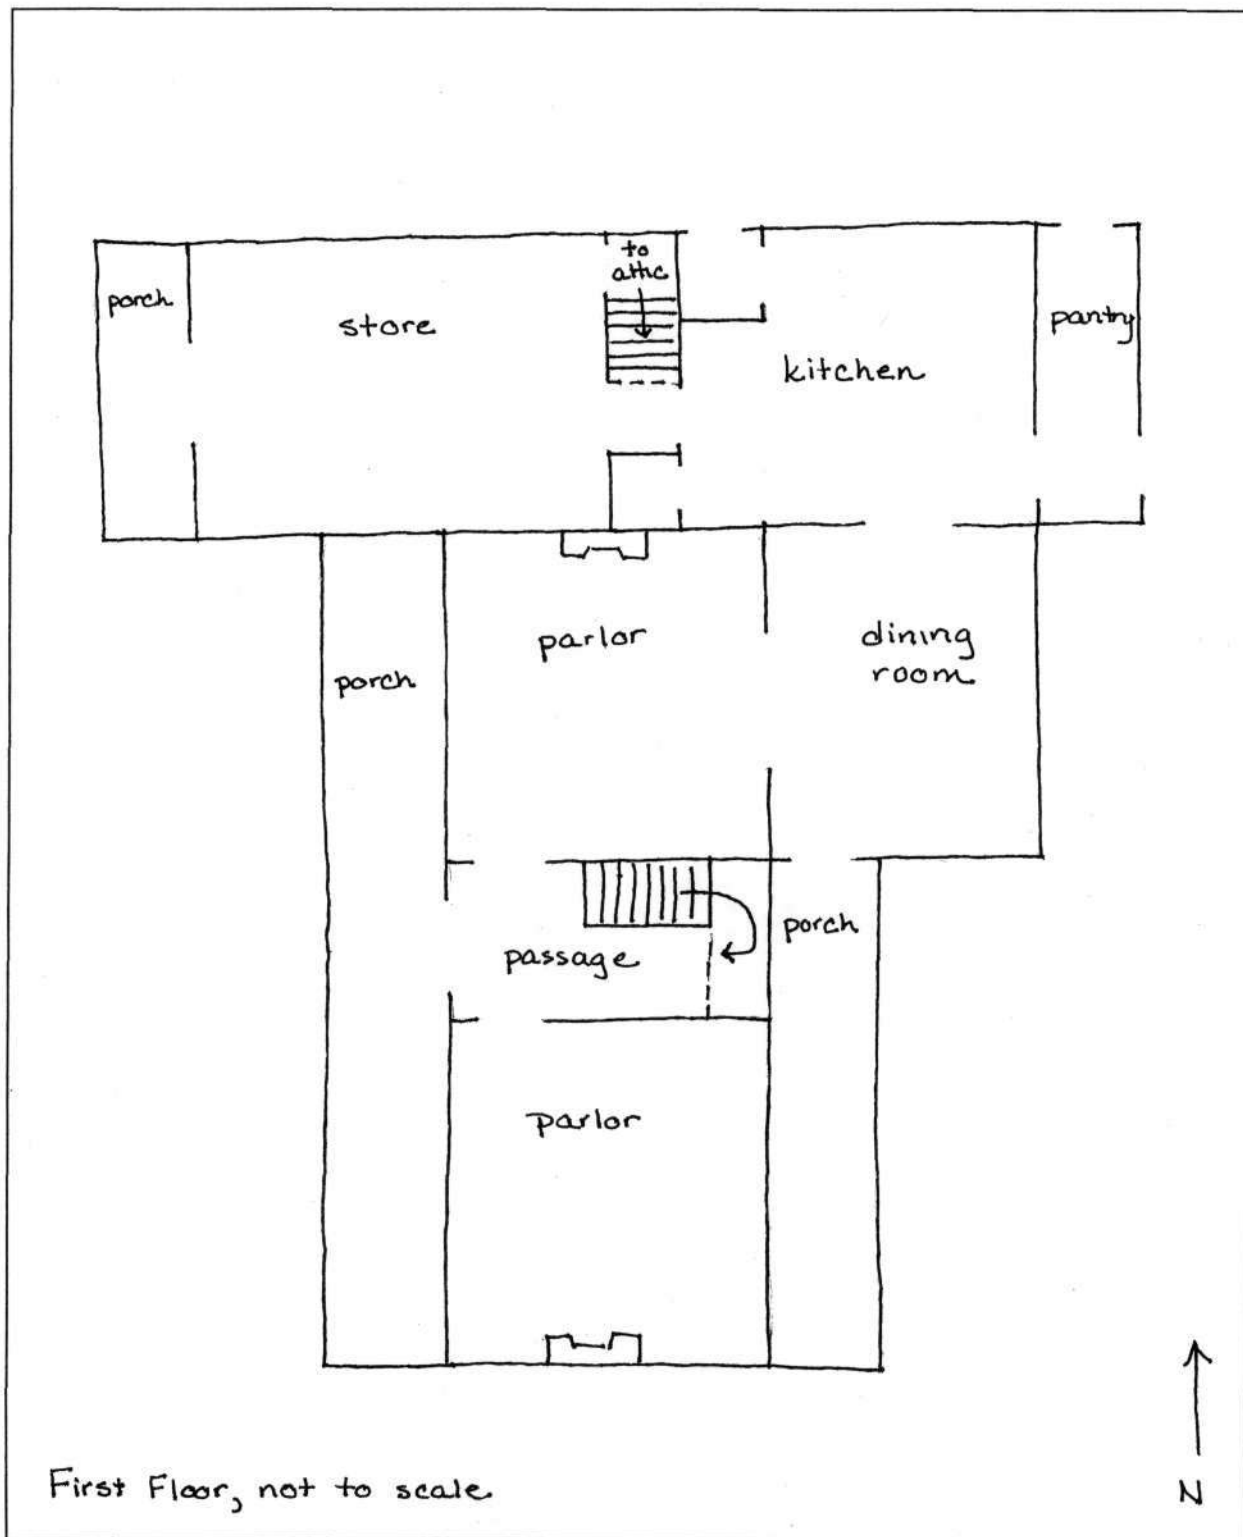 to
attic
porch
store
pantry
kitchen
parlor
dining
room
porch
porch
passage
parlor
First Floor, not to scale
N